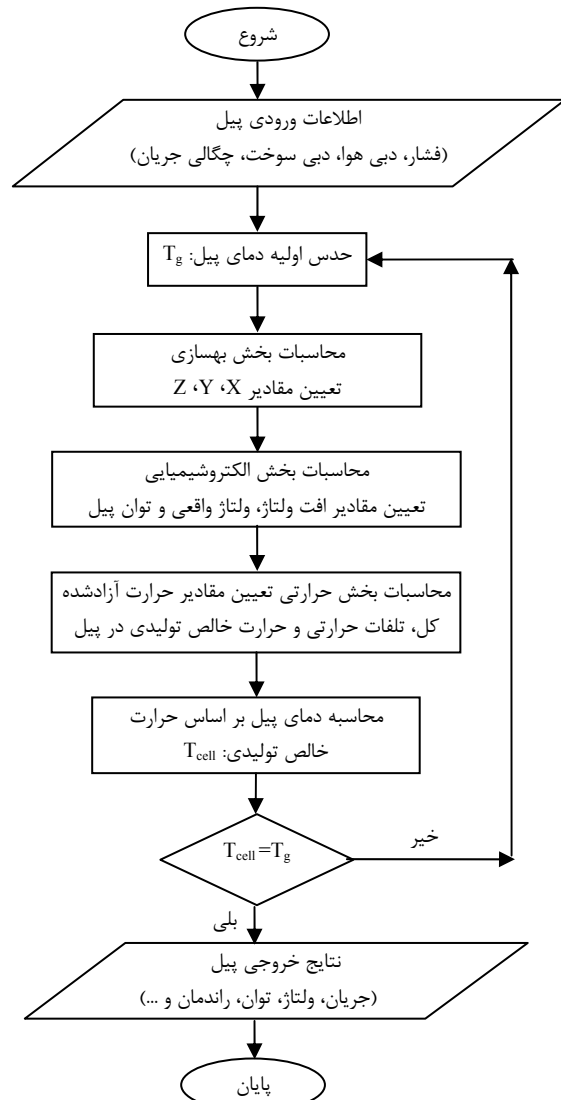 شروع
اطلاعات ورودی پیل
(فشار، دبی هوا، دبی سوخت، چگالی جریان)
حدس اولیه دمای پیل: Tg
محاسبات بخش بهسازی
تعیین مقادیر Z ،Y ،X
محاسبات بخش الکتروشیمیایی
تعیین مقادیر افت ولتاژ، ولتاژ واقعی و توان پیل
محاسبات بخش حرارتی تعیین مقادیر حرارت آزادشده
کل، تلفات حرارتی و حرارت خالص تولیدی در پیل
محاسبه دمای پیل بر اساس حرارت
خالص تولیدی: Tcell
Tcell=Tg
خیر
بلی
نتایج خروجی پیل
(جریان، ولتاژ، توان، راندمان و ...)
پایان